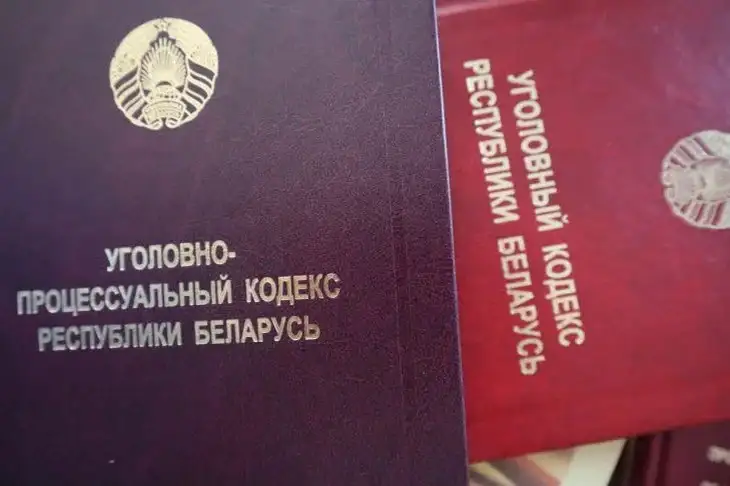 УГОЛОВНО-
ПРОЦЕССУАЛЬНЫЙ КОДЕКС
РЕСПУБЛИКИ БЕЛАРУСЬ
УГОЛОВНЫЙ КОДЕКС
РЕСПУБЛИКИ БЕЛАРУСЬ